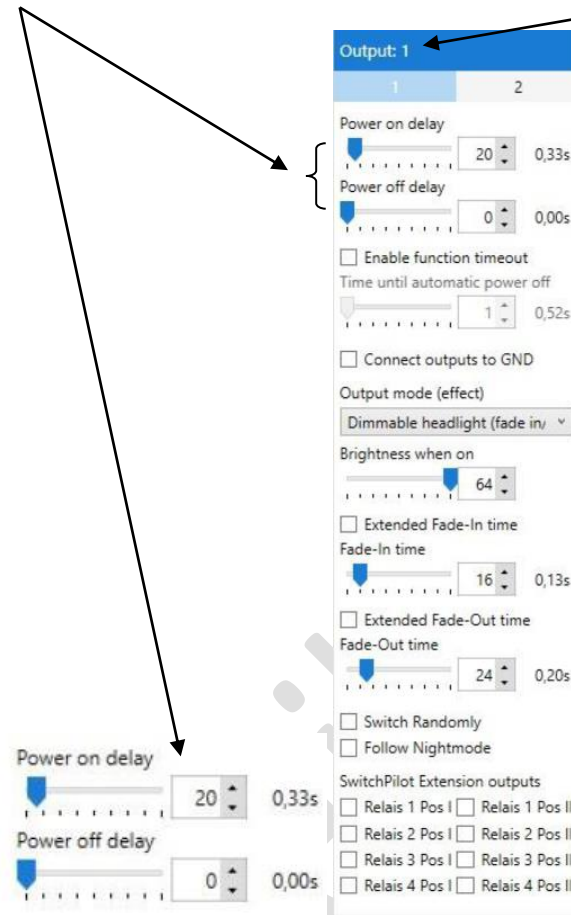 Output: 1
1 2
Power on delay
20 0,33s
Power off delay
0 0,00s
Enable function timeout
Time until automatic power off
1 0,52s
Connect outputs to GND
Output mode (effect)
Dimmable headlight (fade in/
Brightness when on
64
Extended Fade-In time
Fade-In time
16 0,13s
Extended Fade-Out time
Fade-Out time
24 0,20s
Switch Randomly
Follow Nightmode
SwitchPilot Extension outputs
Relais 1 Pos I Relais 1 Pos II
Relais 2 Pos I Relais 2 Pos II
Relais 3 Pos I Relais 3 Pos II
Relais 4 Pos I Relais 4 Pos II
Power on delay
20 0,33s
Power off delay
0 0,00s